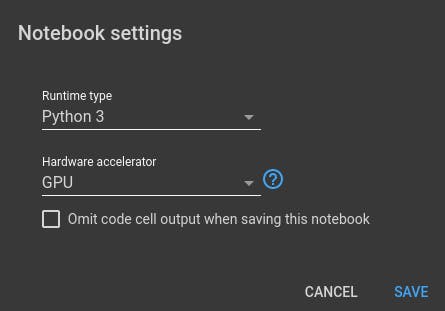 Notebook settings
Runtime type
Python 3
Hardware accelerator
GPU
Omit code cell output when saving this notebook
CANCEL SAVE